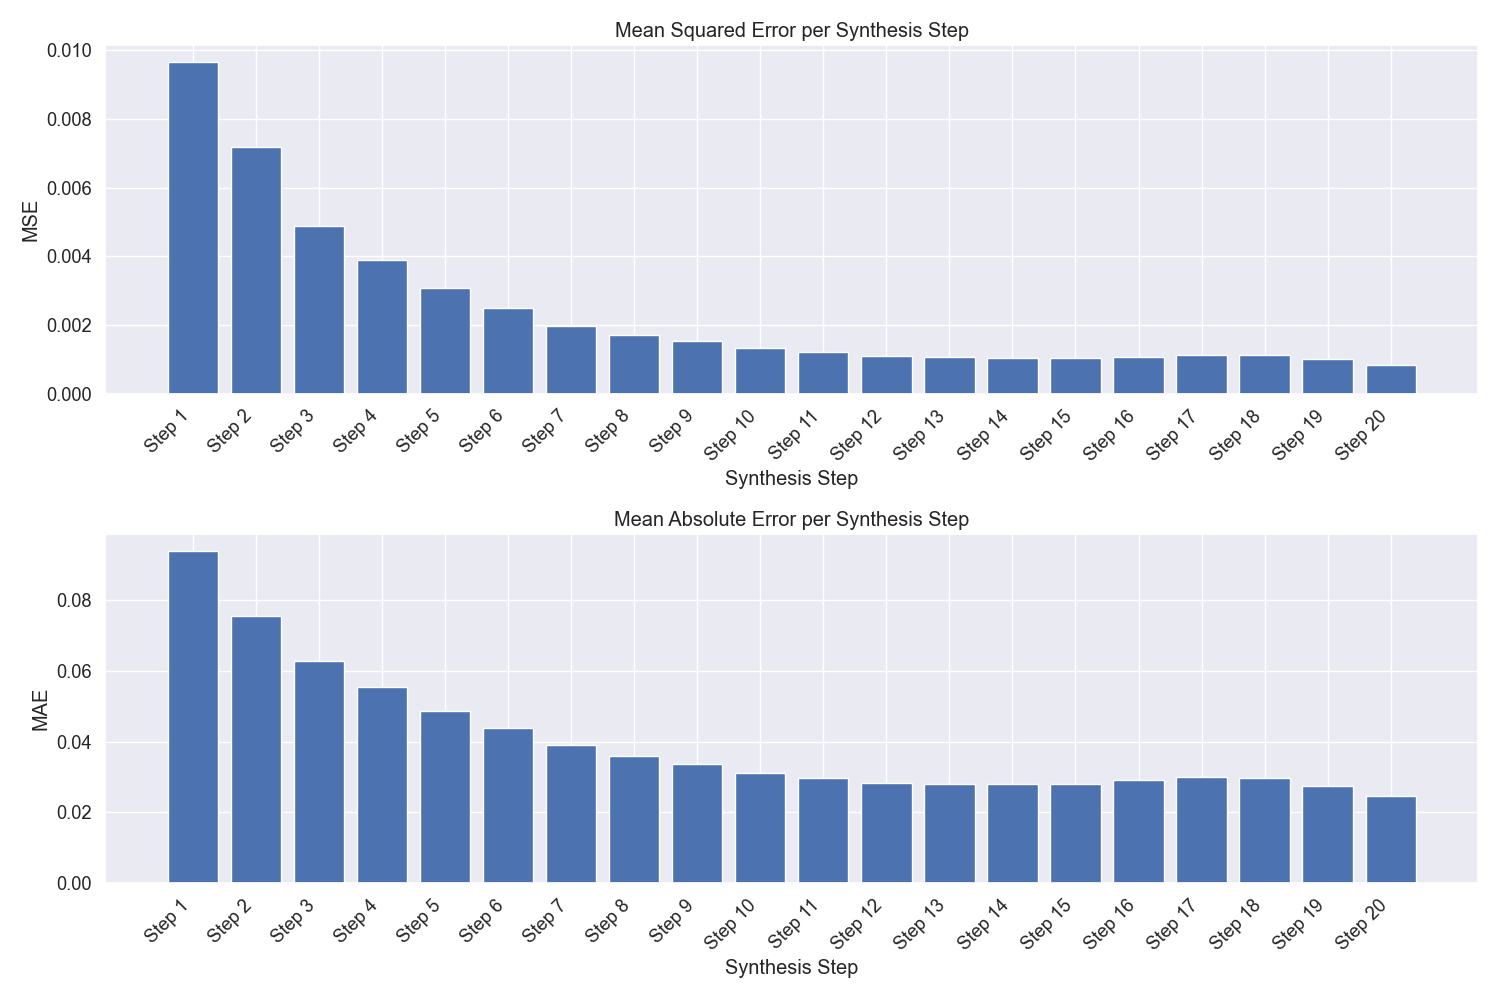 Mean Squared Error per Synthesis Step
0.010
0.008
0.006
0.004
0.002
0.000
MSE
Step 1
Step 2
Step 3
Step 4
Step 5
Step 6
Step 7
Step 8
Step 9
Step 10
Step 11
Step 12
Step 13
Step 14
Step 15
Step 16
Step 17
Step 18
Step 19
Step 20
Synthesis Step
Mean Absolute Error per Synthesis Step
0.08
0.06
0.04
0.02
0.00
MAE
Step 1
Step 2
Step 3
Step 4
Step 5
Step 6
Step 7
Step 8
Step 9
Step 10
Step 11
Step 12
Step 13
Step 14
Step 15
Step 16
Step 17
Step 18
Step 19
Step 20
Synthesis Step